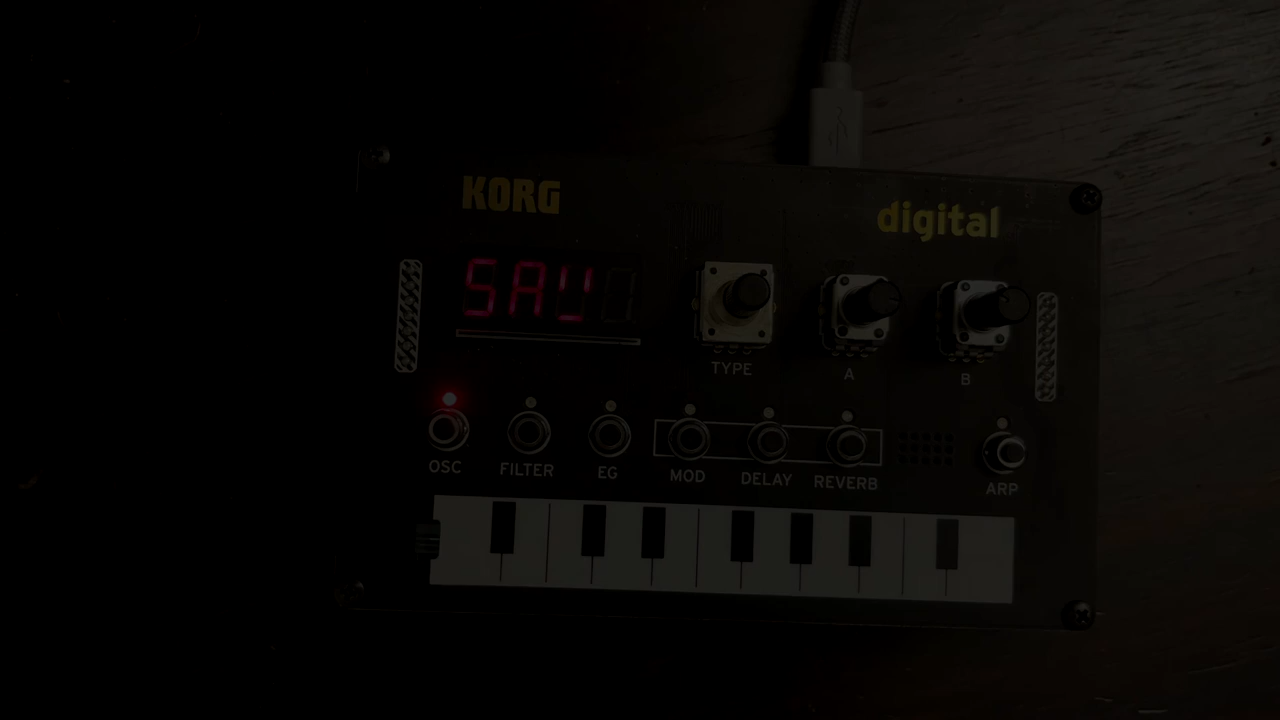 KORG
digital
SAW
TYPE
A
B
OSC
FILTER
EG
MOD
DELAY
REVERB
ARP